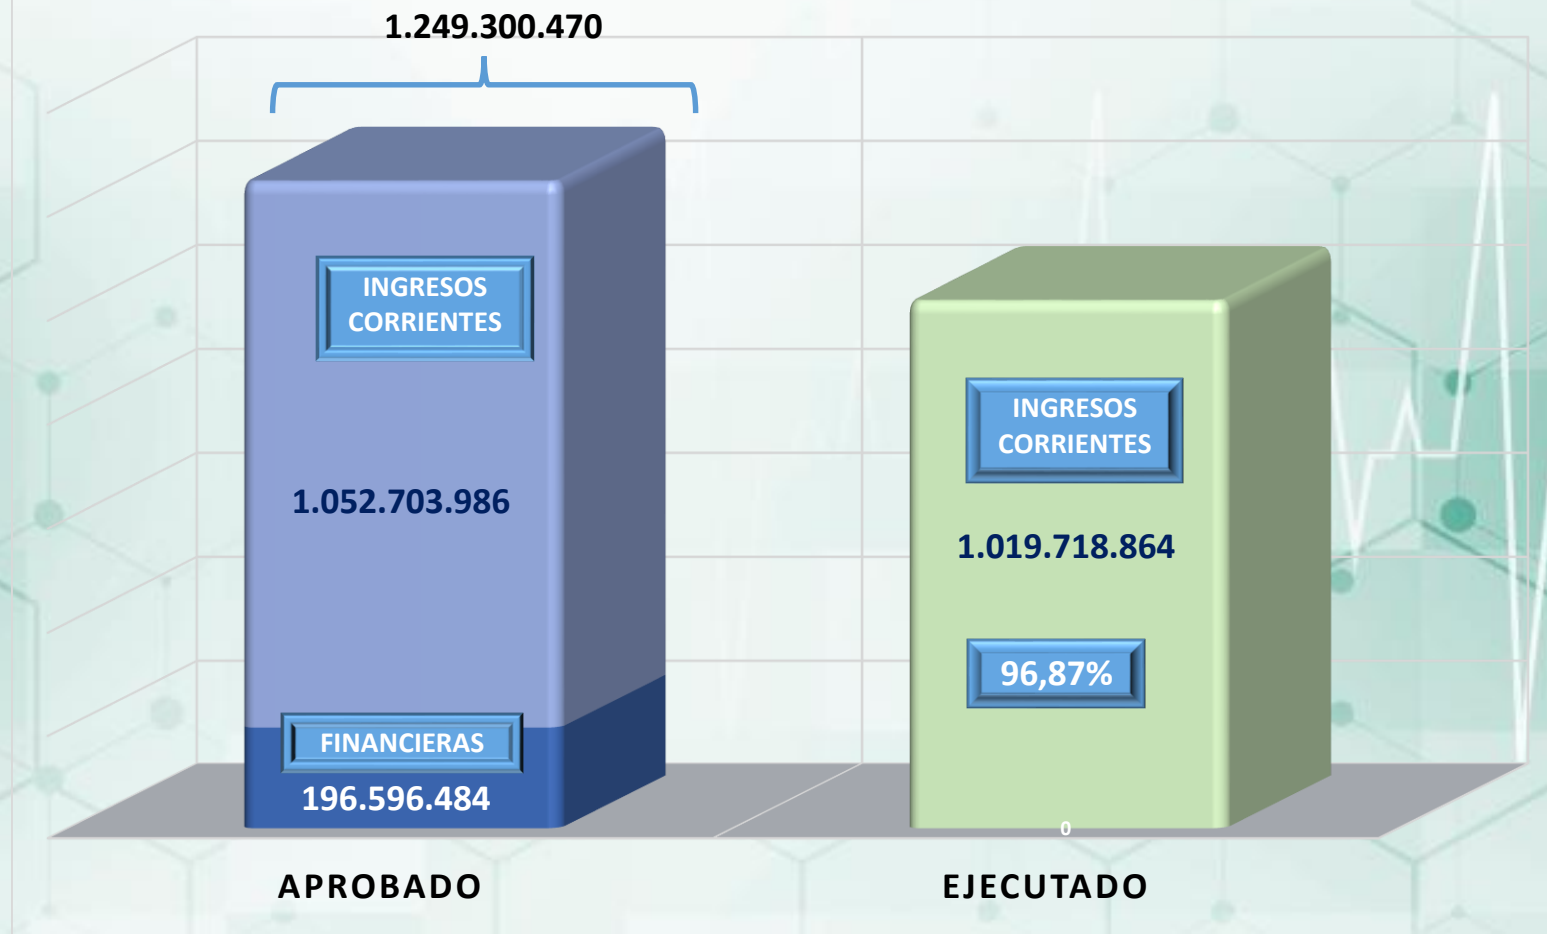 1.249.300.470
INGRESOS
CORRIENTES
1.052.703.986
FINANCIERAS
196.596.484
INGRESOS
CORRIENTES
1.019.718.864
96,87%
0
APROBADO
EJECUTADO